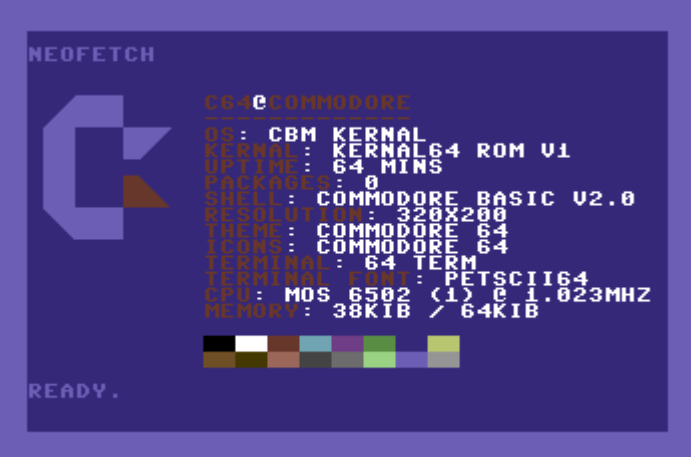 NEOFETCH
C64@COMMODORE
-------------
OS: CBM KERNAL
KERNAL: KERNAL64 ROM V1
UPTIME: 64 MINS
PACKAGES: 0
SHELL: COMMODORE BASIC V2.0
RESOLUTION: 320X200
THEME: COMMODORE 64
ICONS: COMMODORE 64
TERMINAL: 64 TERM
TERMINAL FONT: PETSCII64
CPU: MOS 6502 (1) @ 1.023MHZ
MEMORY: 38KIB / 64KIB
READY.